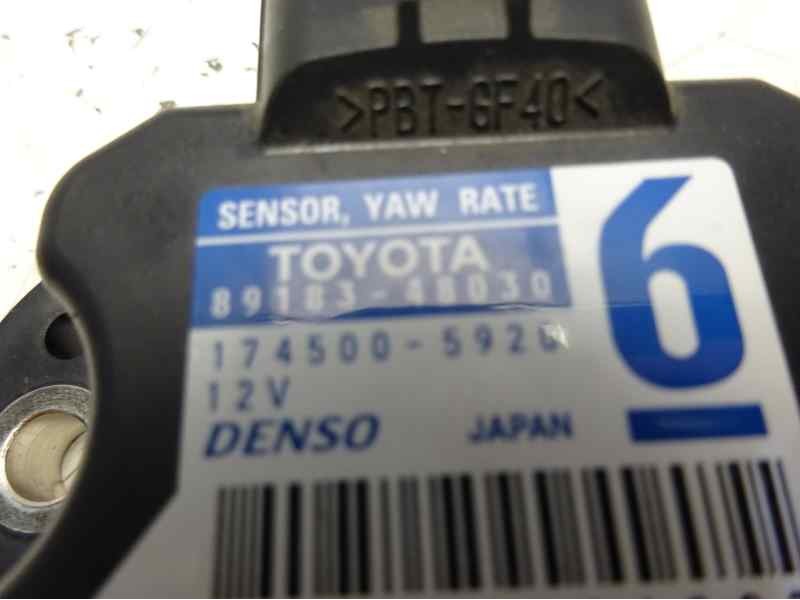 >PBT-GF40<
SENSOR, YAW RATE
TOYOTA
89183-48030
6
12V
DENSO JAPAN